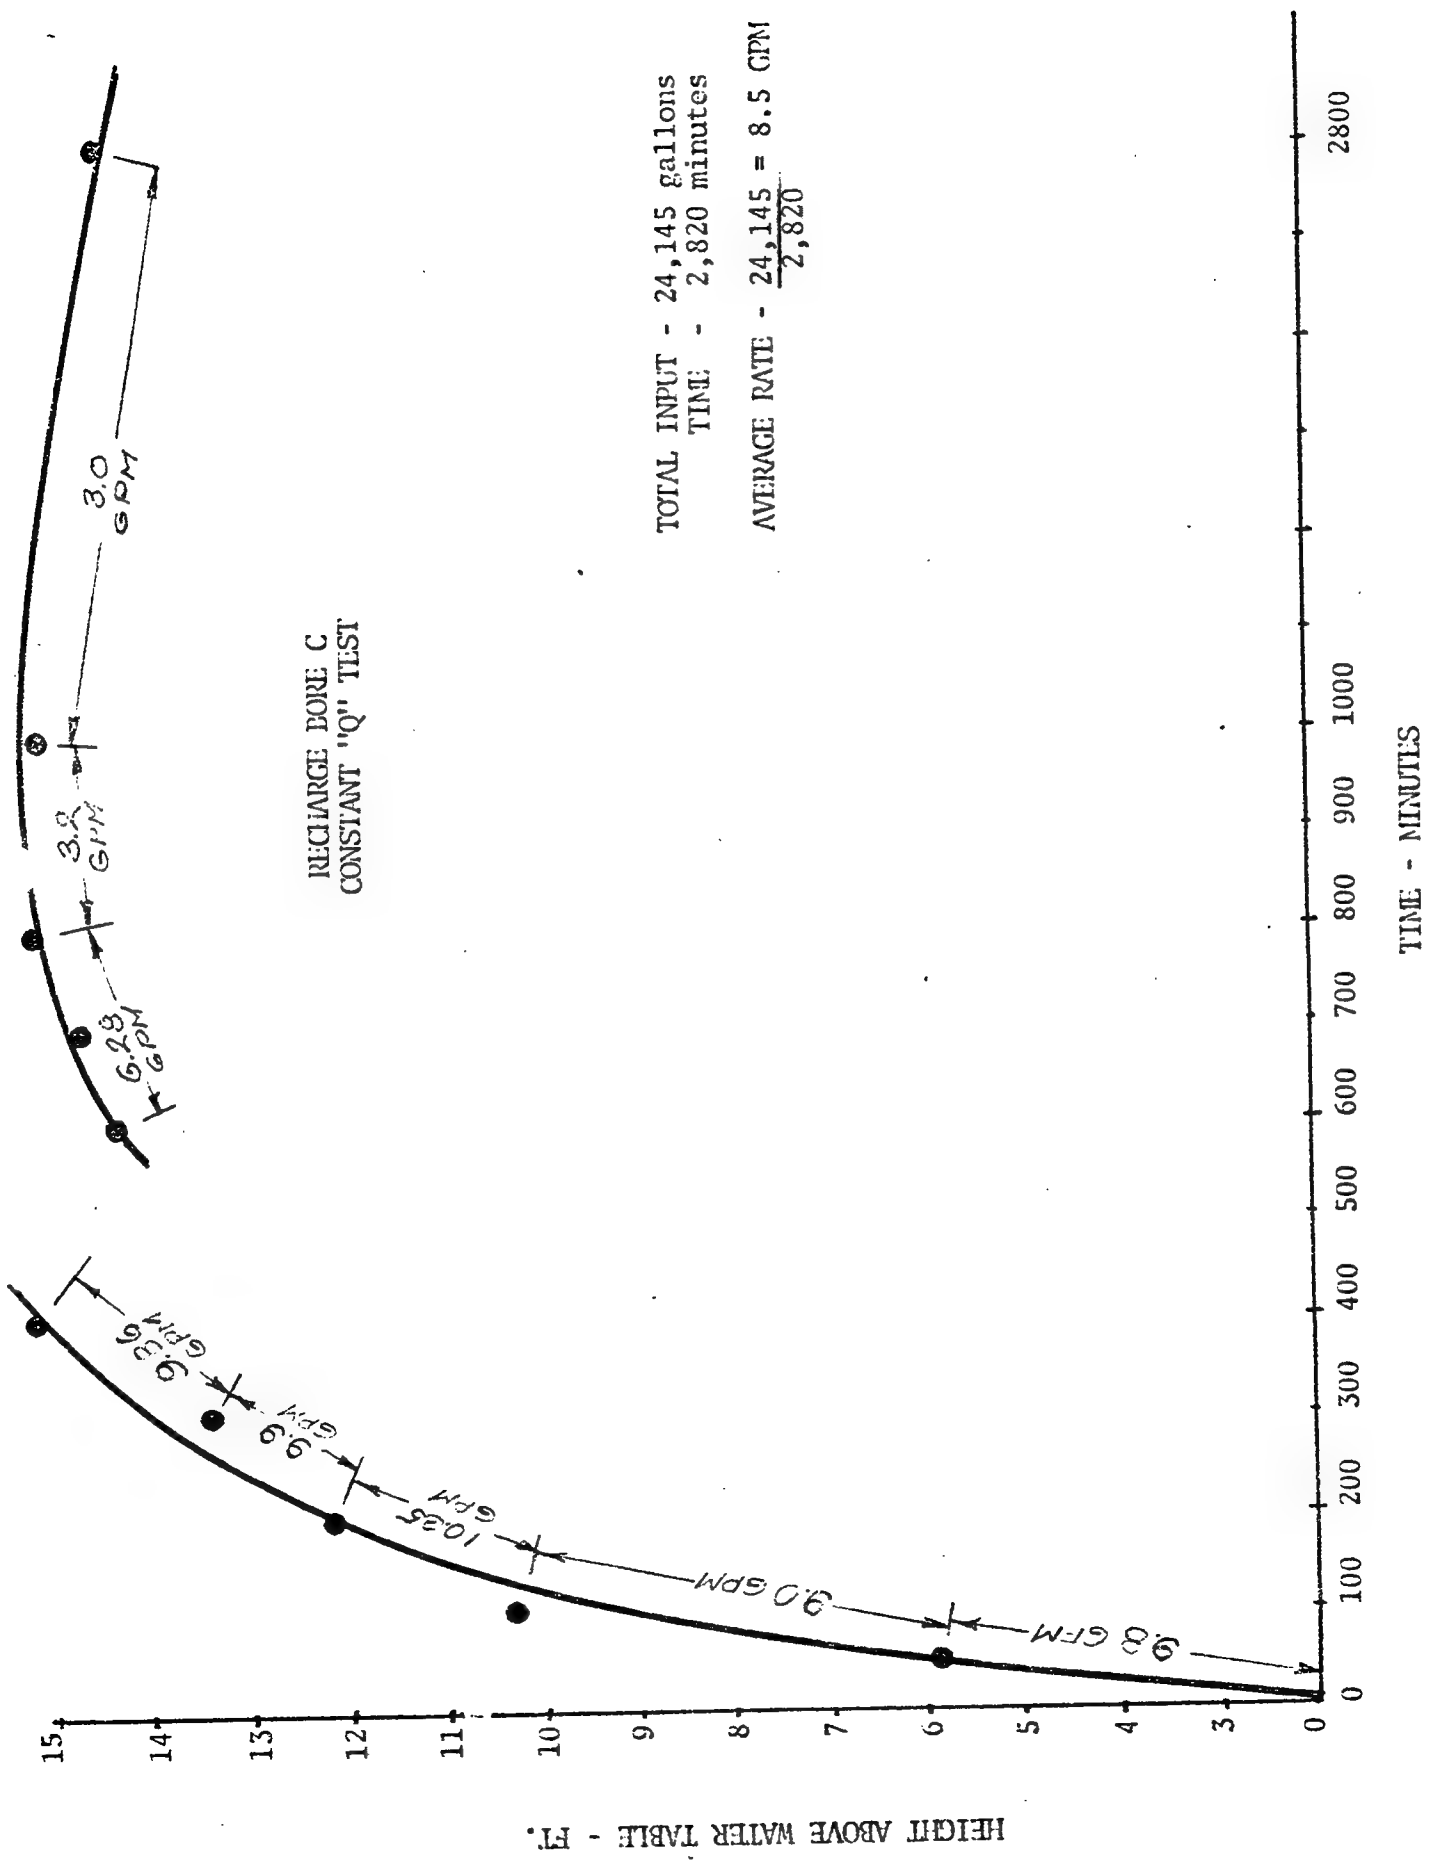 RECHARGE BORE C
CONSTANT "Q" TEST
TOTAL INPUT - 24,145 gallons
TIME - 2,820 minutes
AVERAGE RATE - 24,145 = 8.5 GPM
2,820
HEIGHT ABOVE WATER TABLE - FT.
15
14
13
12
11
10
9
8
7
6
5
4
3
0
0 100 200 300 400 500 600 700 800 900 1000 2800
TIME - MINUTES
9.8 GPM
9.0 GPM
10.35
GPM
9.9
GPM
9.36
GPM
6.29
GPM
3.2
GPM
3.0
GPM